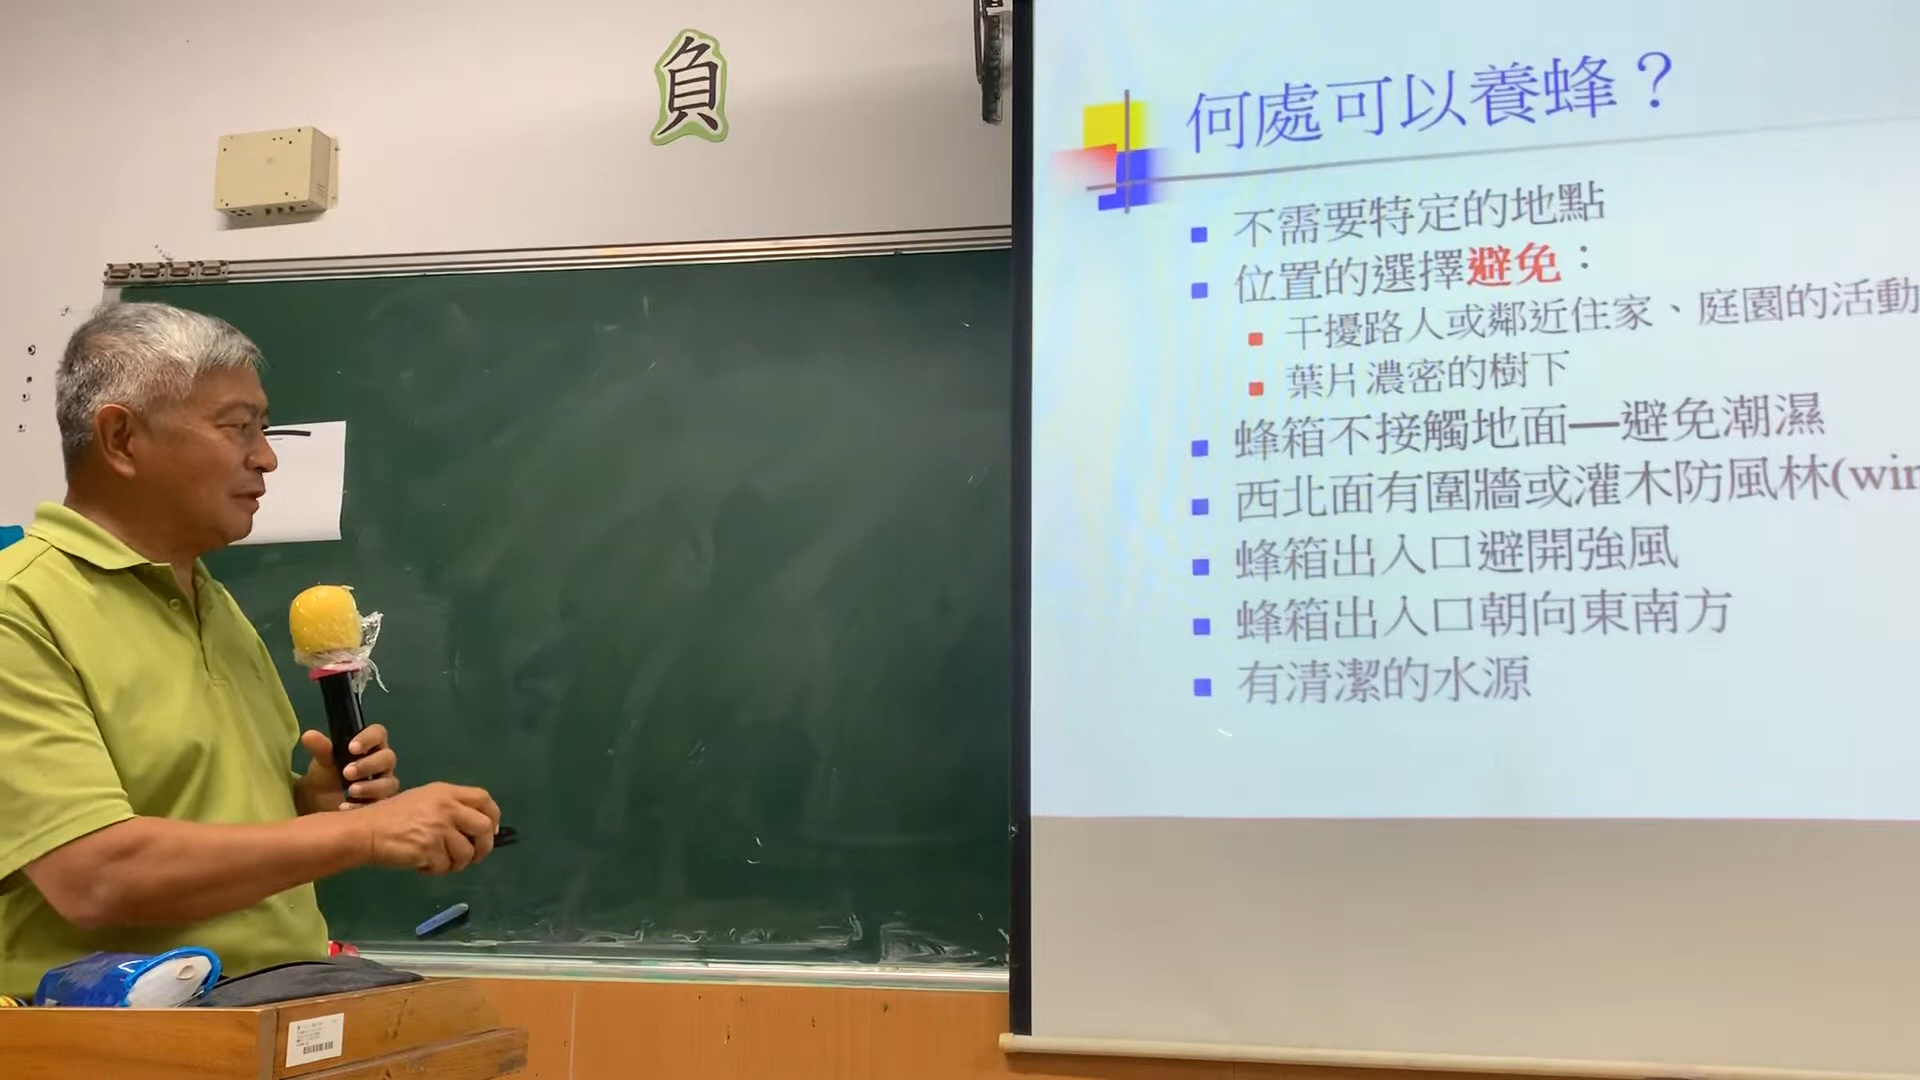 負
何處可以養蜂？
不需要特定的地點
位置的選擇避免：
干擾路人或鄰近住家、庭園的活動
葉片濃密的樹下
蜂箱不接觸地面—避免潮濕
西北面有圍牆或灌木防風林(win
蜂箱出入口避開強風
蜂箱出入口朝向東南方
有清潔的水源